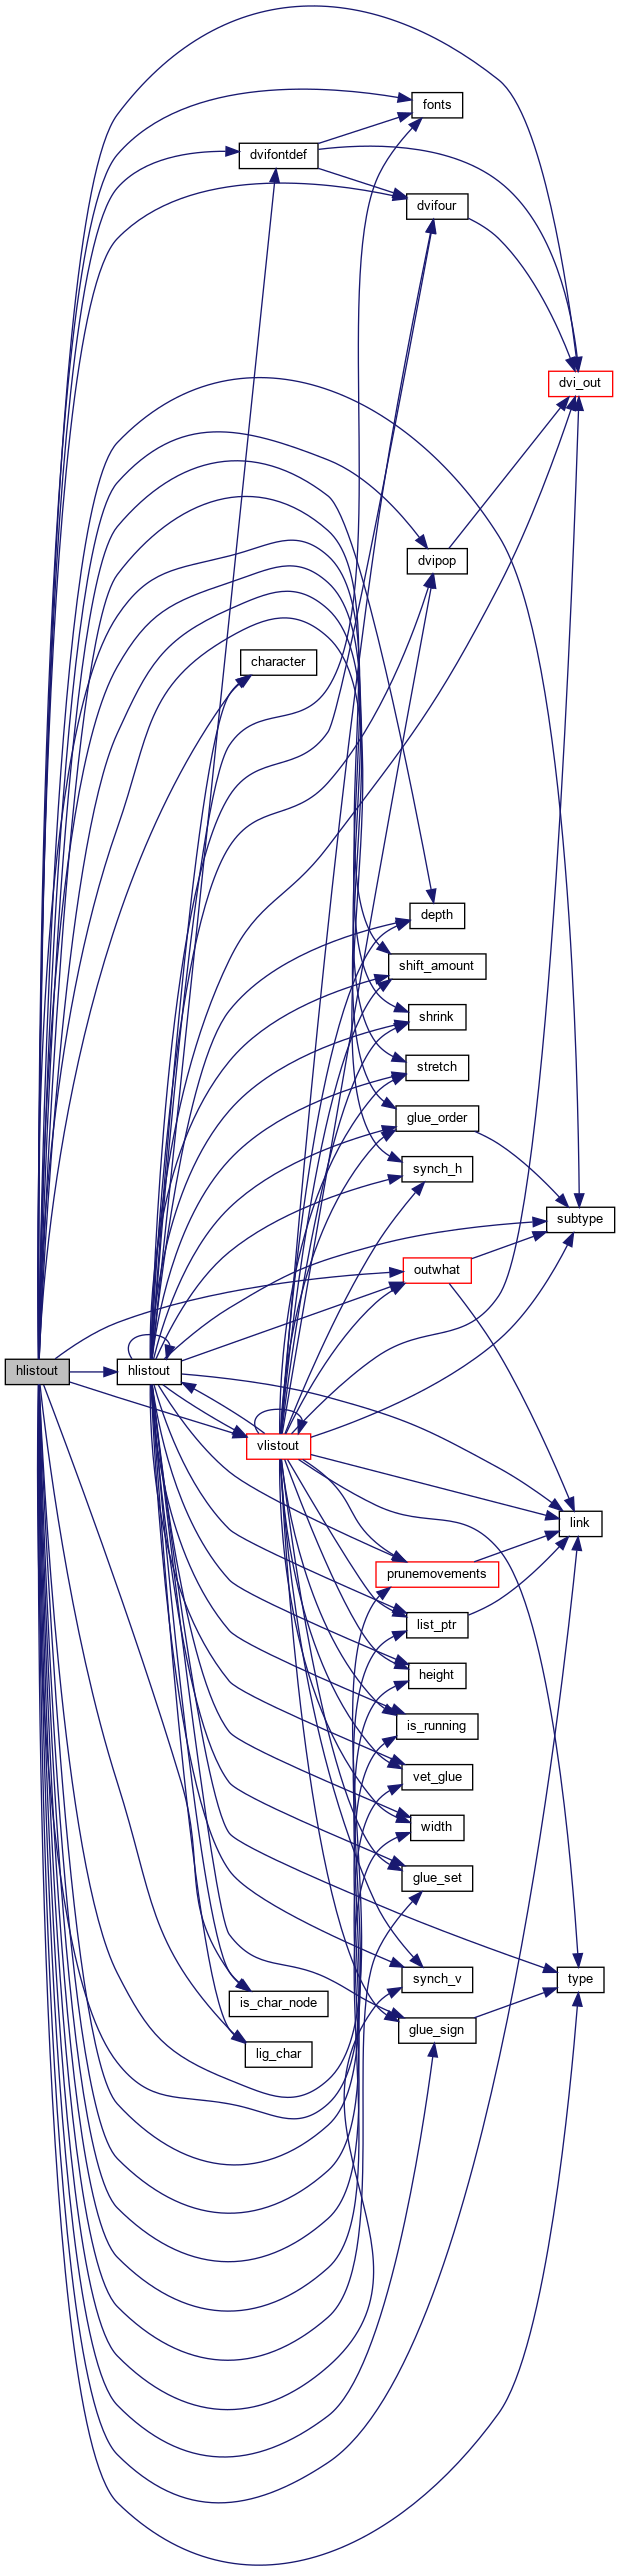 fonts
dvifontdef
dvifour
dvi_out
dvipop
character
depth
shift_amount
shrink
stretch
glue_order
synch_h
subtype
outwhat
hlistout
hlistout
vlistout
link
prunemovements
list_ptr
height
is_running
vet_glue
width
glue_set
synch_v
type
is_char_node
glue_sign
lig_char